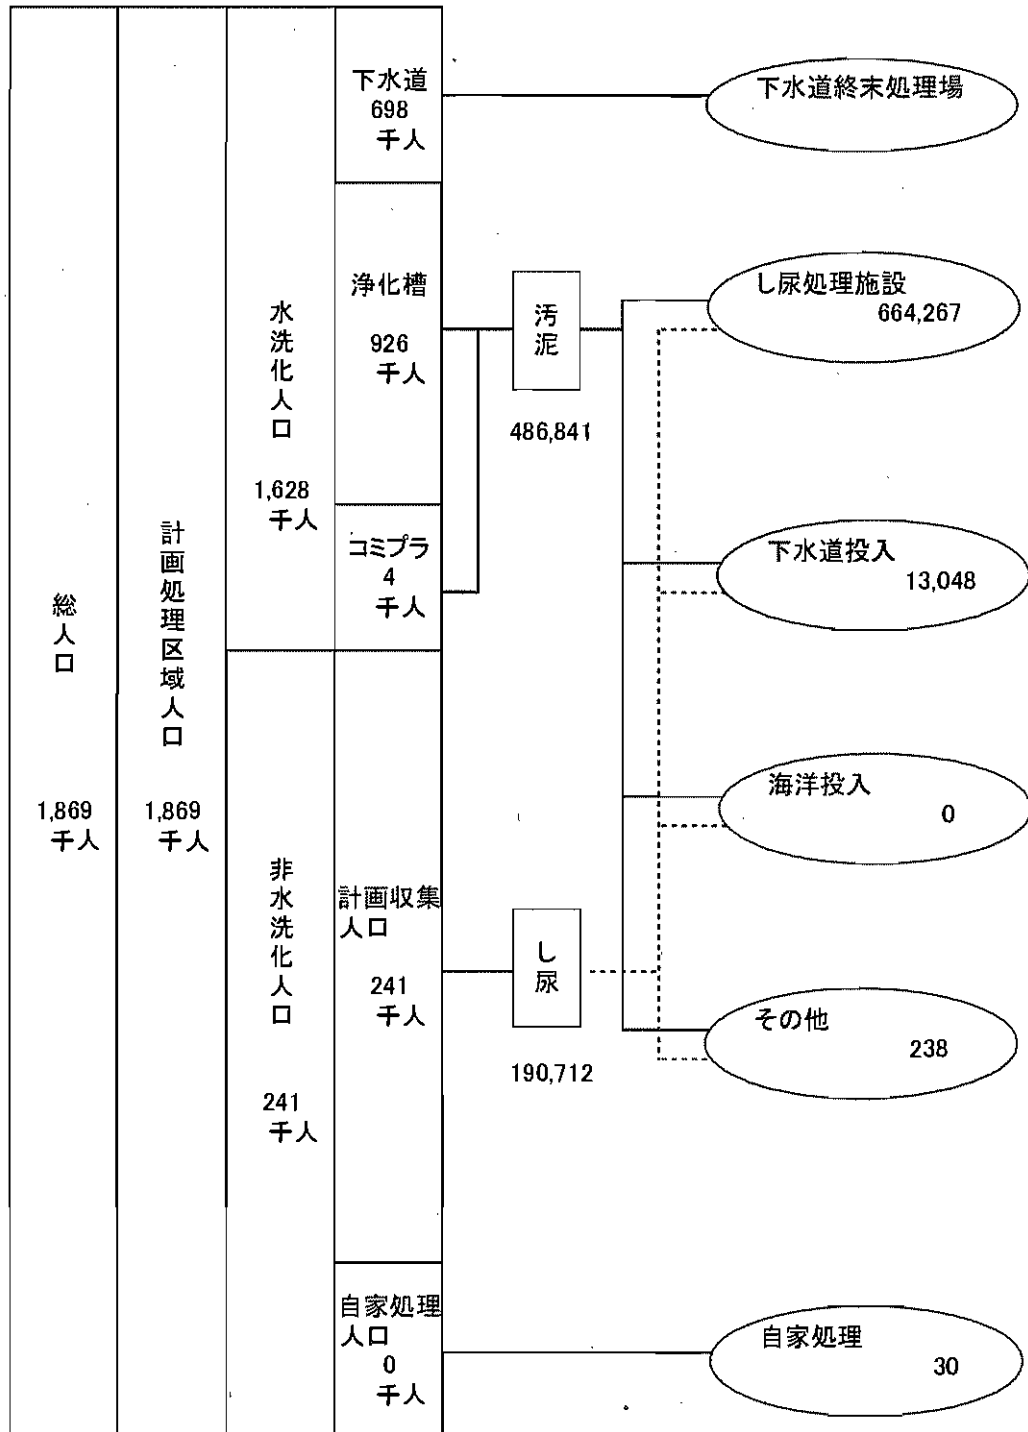 総人口
1,869
千人
計画処理区域人口
1,869
千人
水洗化人口
1,628
千人
非水洗化人口
241
千人
下水道
698
千人
浄化槽
926
千人
コミプラ
4
千人
計画収集
人口
241
千人
自家処理
人口
0
千人
汚泥
486,841
し尿
190,712
下水道終末処理場
し尿処理施設
664,267
下水道投入
13,048
海洋投入
0
その他
238
自家処理
30